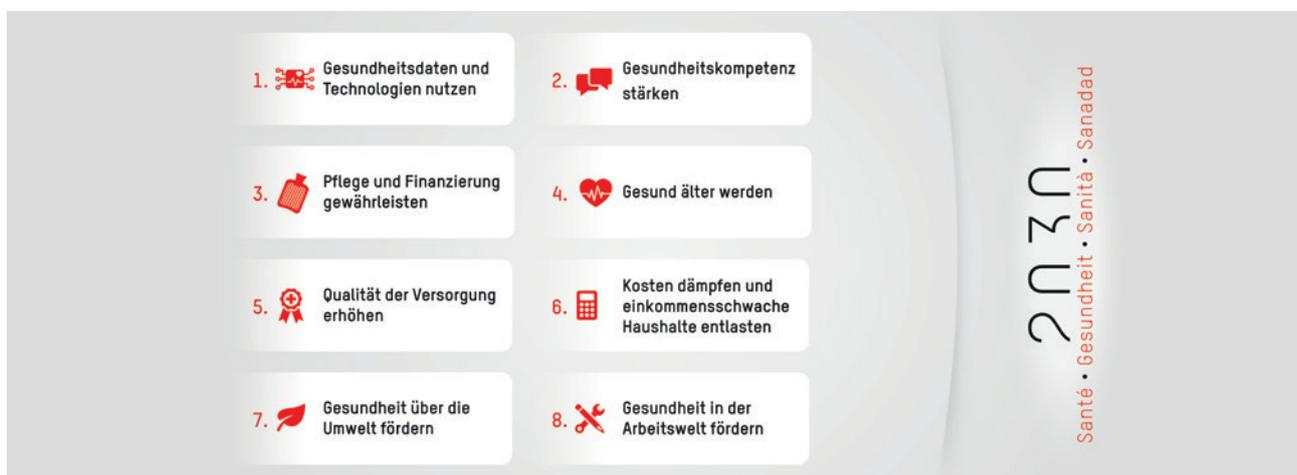 1. Gesundheitsdaten und
Technologien nutzen
2. Gesundheitskompetenz
stärken
3. Pflege und Finanzierung
gewährleisten
4. Gesund älter werden
5. Qualität der Versorgung
erhöhen
6. Kosten dämpfen und
einkommensschwache
Haushalte entlasten
7. Gesundheit über die
Umwelt fördern
8. Gesundheit in der
Arbeitswelt fördern
2030
Santé • Gesundheit • Sanità • Sanadad